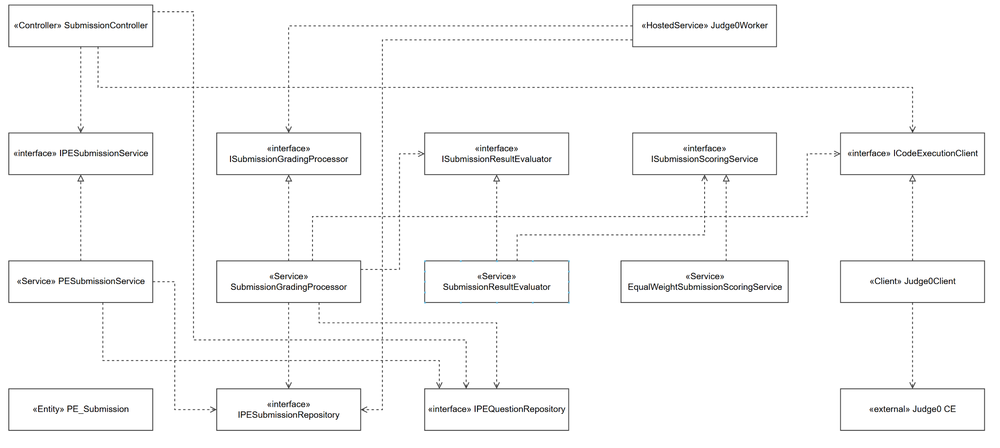 «Controller» SubmissionController
«HostedService» Judge0Worker
«interface» IPESubmissionService
«interface»
ISubmissionGradingProcessor
«interface»
ISubmissionResultEvaluator
«interface»
ISubmissionScoringService
«interface» ICodeExecutionClient
«Service» PESubmissionService
«Service»
SubmissionGradingProcessor
«Service»
SubmissionResultEvaluator
«Service»
EqualWeightSubmissionScoringService
«Client» Judge0Client
«Entity» PE_Submission
«interface»
IPESubmissionRepository
«interface» IPEQuestionRepository
«external» Judge0 CE